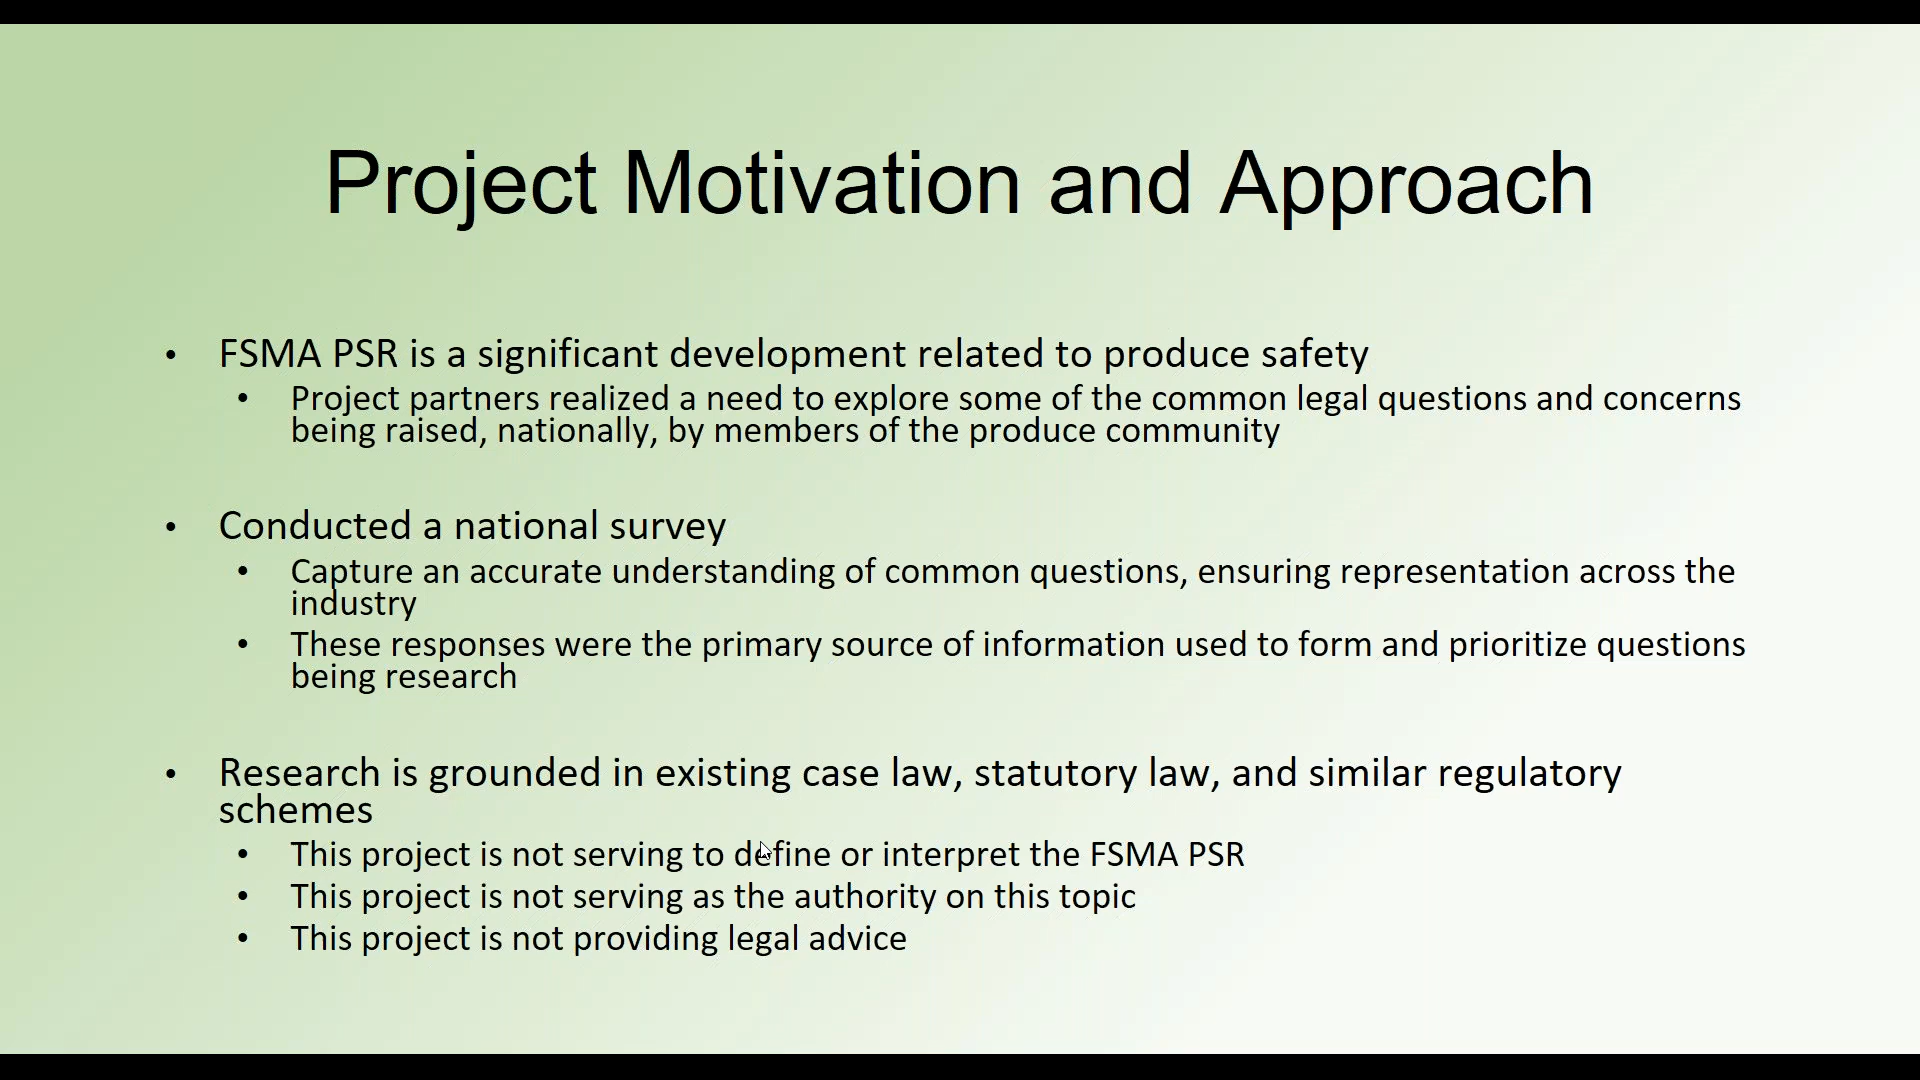 Project Motivation and Approach
• FSMA PSR is a significant development related to produce safety
• Project partners realized a need to explore some of the common legal questions and concerns
being raised, nationally, by members of the produce community
• Conducted a national survey
• Capture an accurate understanding of common questions, ensuring representation across the
industry
• These responses were the primary source of information used to form and prioritize questions
being research
• Research is grounded in existing case law, statutory law, and similar regulatory
schemes
• This project is not serving to define or interpret the FSMA PSR
• This project is not serving as the authority on this topic
• This project is not providing legal advice